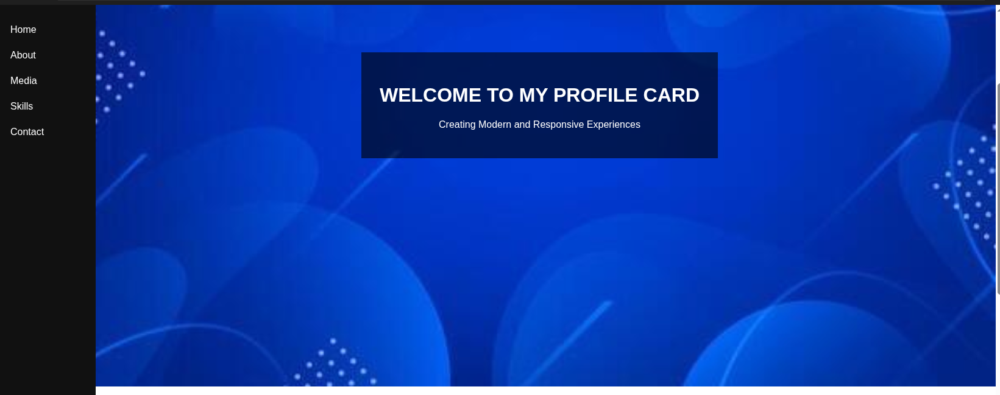 Home
About
Media
Skills
Contact
WELCOME TO MY PROFILE CARD
Creating Modern and Responsive Experiences